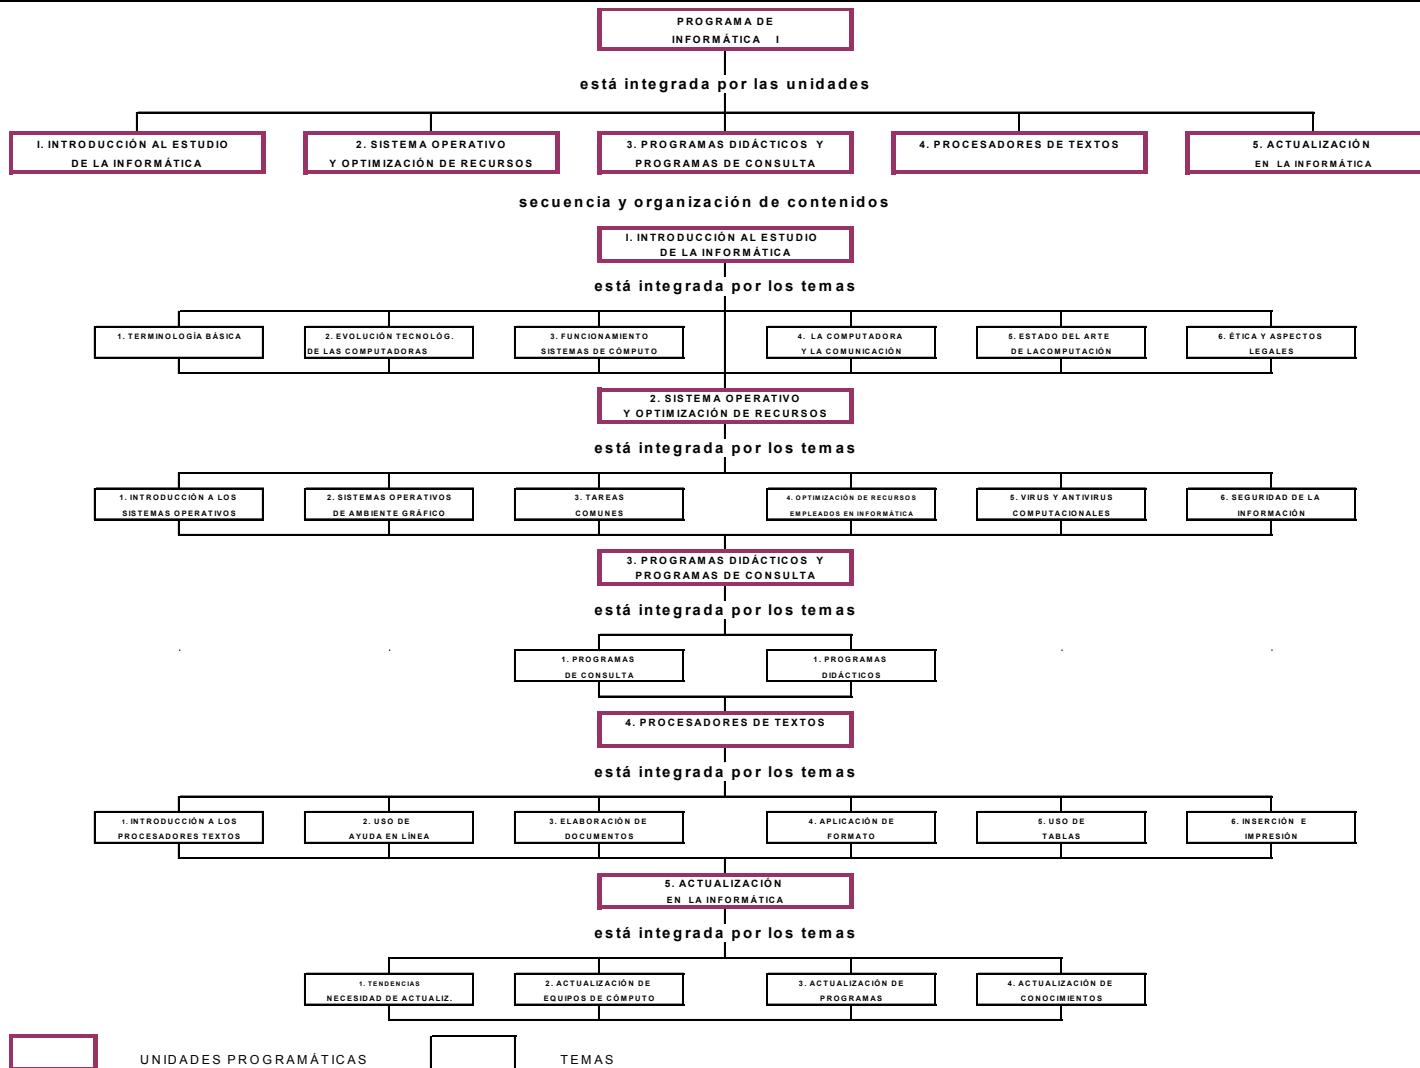 PROGRAMA DE
INFORMÁTICA I
está integrada por las unidades
I. INTRODUCCIÓN AL ESTUDIO
DE LA INFORMÁTICA
2. SISTEMA OPERATIVO
Y OPTIMIZACIÓN DE RECURSOS
3. PROGRAMAS DIDÁCTICOS Y
PROGRAMAS DE CONSULTA
4. PROCESADORES DE TEXTOS
5. ACTUALIZACIÓN
EN LA INFORMÁTICA
secuencia y organización de contenidos
I. INTRODUCCIÓN AL ESTUDIO
DE LA INFORMÁTICA
está integrada por los temas
1. TERMINOLOGÍA BÁSICA
2. EVOLUCIÓN TECNOLÓG.
DE LAS COMPUTADORAS
3. FUNCIONAMIENTO
SISTEMAS DE CÓMPUTO
4. LA COMPUTADORA
Y LA COMUNICACIÓN
5. ESTADO DEL ARTE
DE LACOMPUTACIÓN
6. ÉTICA Y ASPECTOS
LEGALES
2. SISTEMA OPERATIVO
Y OPTIMIZACIÓN DE RECURSOS
está integrada por los temas
1. INTRODUCCIÓN A LOS
SISTEMAS OPERATIVOS
2. SISTEMAS OPERATIVOS
DE AMBIENTE GRÁFICO
3. TAREAS
COMUNES
4. OPTIMIZACIÓN DE RECURSOS
EMPLEADOS EN INFORMÁTICA
5. VIRUS Y ANTIVIRUS
COMPUTACIONALES
6. SEGURIDAD DE LA
INFORMACIÓN
3. PROGRAMAS DIDÁCTICOS Y
PROGRAMAS DE CONSULTA
está integrada por los temas
1. PROGRAMAS
DE CONSULTA
1. PROGRAMAS
DIDÁCTICOS
4. PROCESADORES DE TEXTOS
está integrada por los temas
1. INTRODUCCIÓN A LOS
PROCESADORES TEXTOS
2. USO DE
AYUDA EN LÍNEA
3. ELABORACIÓN DE
DOCUMENTOS
4. APLICACIÓN DE
FORMATO
5. USO DE
TABLAS
6. INSERCIÓN E
IMPRESIÓN
5. ACTUALIZACIÓN
EN LA INFORMÁTICA
está integrada por los temas
1. TENDENCIAS
NECESIDAD DE ACTUALIZ.
2. ACTUALIZACIÓN DE
EQUIPOS DE CÓMPUTO
3. ACTUALIZACIÓN DE
PROGRAMAS
4. ACTUALIZACIÓN DE
CONOCIMIENTOS
UNIDADES PROGRAMÁTICAS
TEMAS